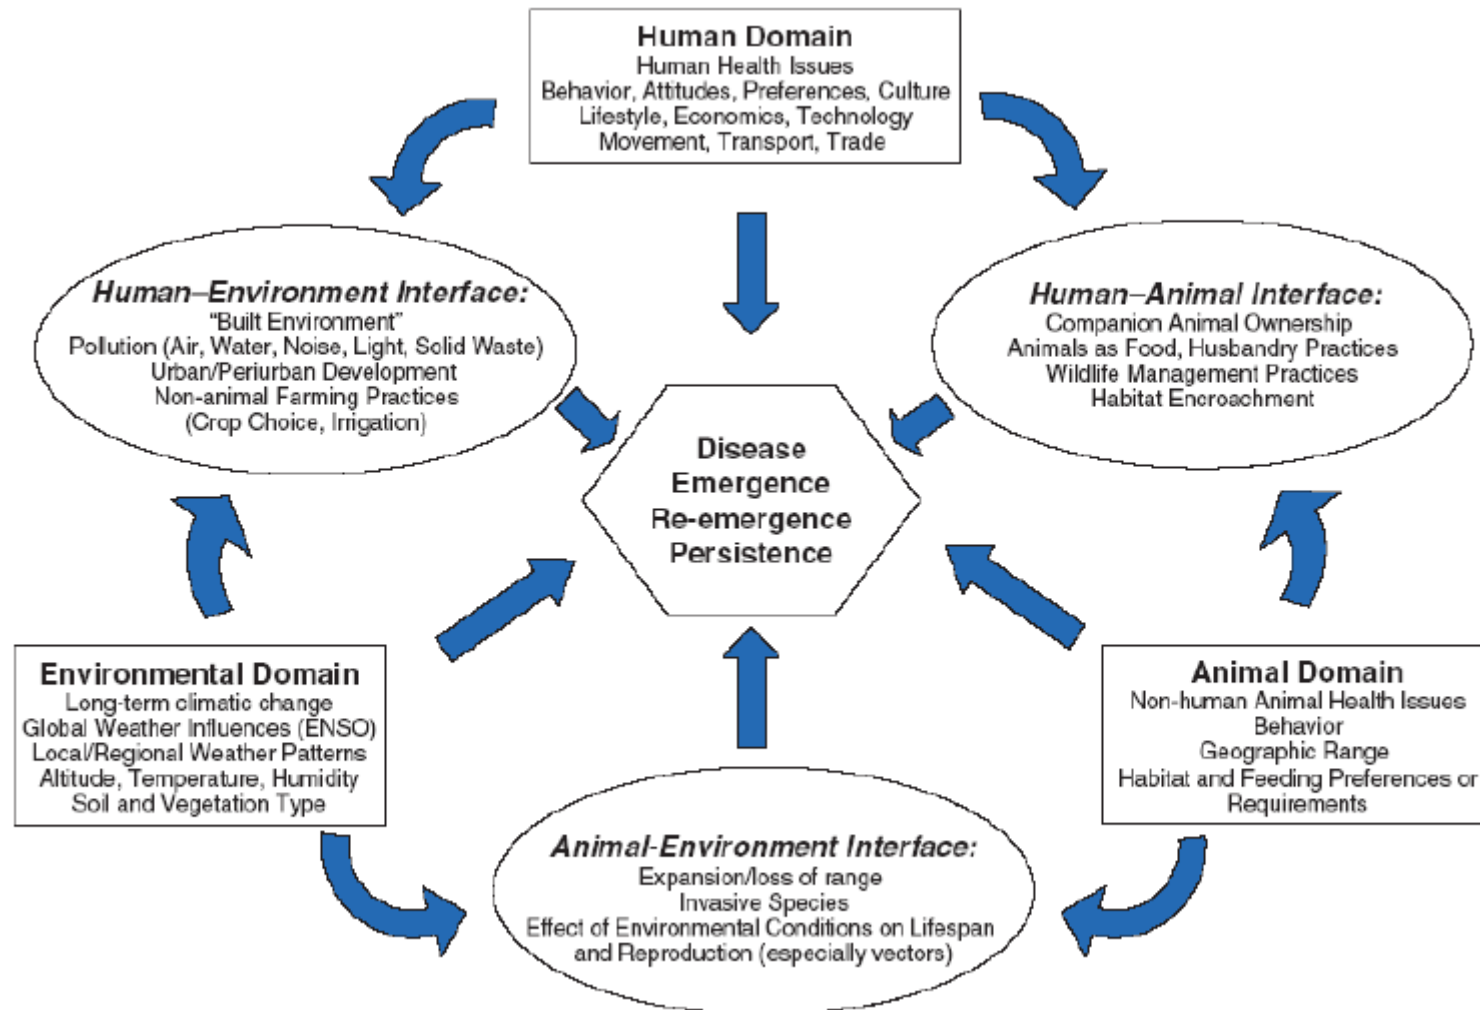 Human Domain
Human Health Issues
Behavior, Attitudes, Preferences, Culture
Lifestyle, Economics, Technology
Movement, Transport, Trade
Human–Environment Interface:
“Built Environment”
Pollution (Air, Water, Noise, Light, Solid Waste)
Urban/Periurban Development
Non-animal Farming Practices
(Crop Choice, Irrigation)
Human–Animal Interface:
Companion Animal Ownership
Animals as Food, Husbandry Practices
Wildlife Management Practices
Habitat Encroachment
Disease
Emergence
Re-emergence
Persistence
Environmental Domain
Long-term climatic change
Global Weather Influences (ENSO)
Local/Regional Weather Patterns
Altitude, Temperature, Humidity
Soil and Vegetation Type
Animal Domain
Non-human Animal Health Issues
Behavior
Geographic Range
Habitat and Feeding Preferences or
Requirements
Animal-Environment Interface:
Expansion/loss of range
Invasive Species
Effect of Environmental Conditions on Lifespan
and Reproduction (especially vectors)